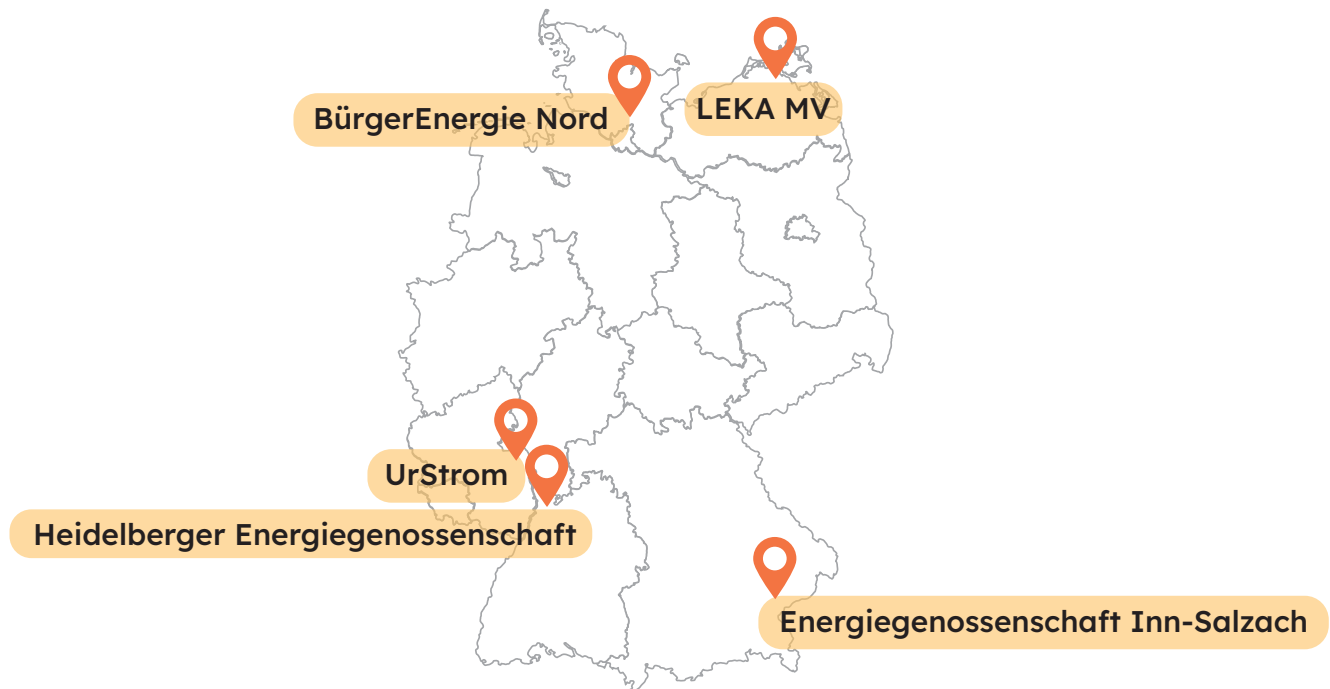 LEKA MV
BürgerEnergie Nord
UrStrom
Heidelberger Energiegenossenschaft
Energiegenossenschaft Inn-Salzach